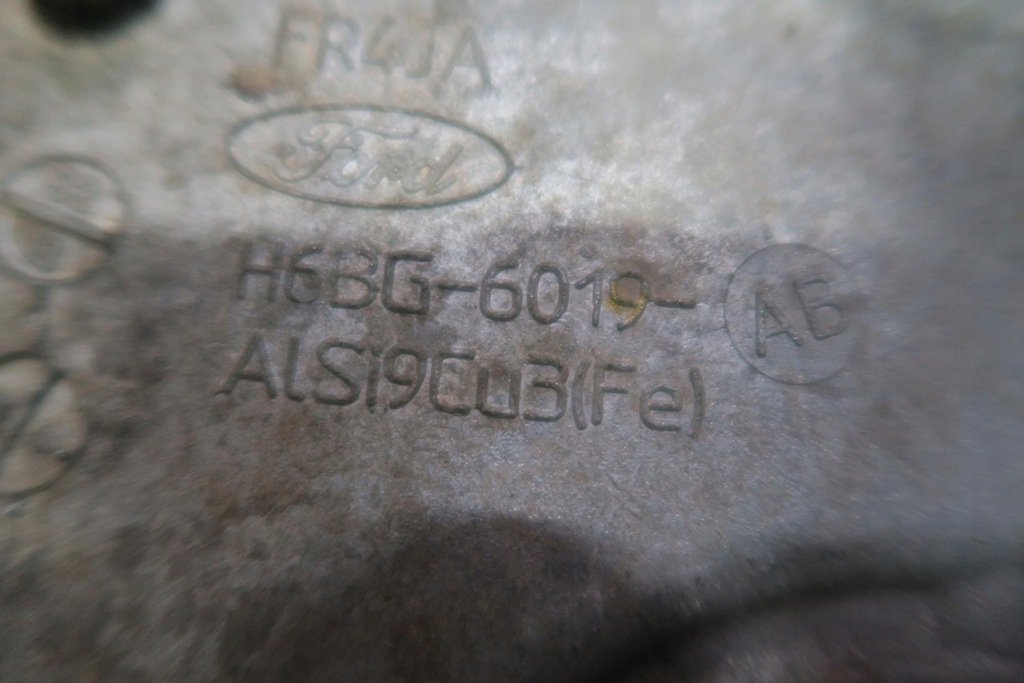 FR4JA
Ford
H6BG-6019- AB
AlSi9Cu3(Fe)